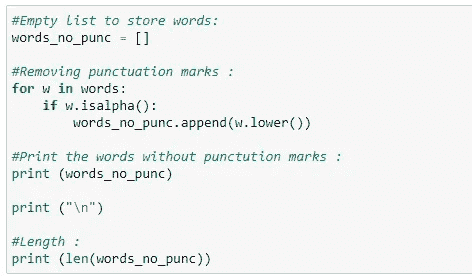 #Empty list to store words:
words_no_punc = []
#Removing punctuation marks :
for w in words:
    if w.isalpha():
        words_no_punc.append(w.lower())
#Print the words without punctution marks :
print (words_no_punc)
print ("\n")
#Length :
print (len(words_no_punc))